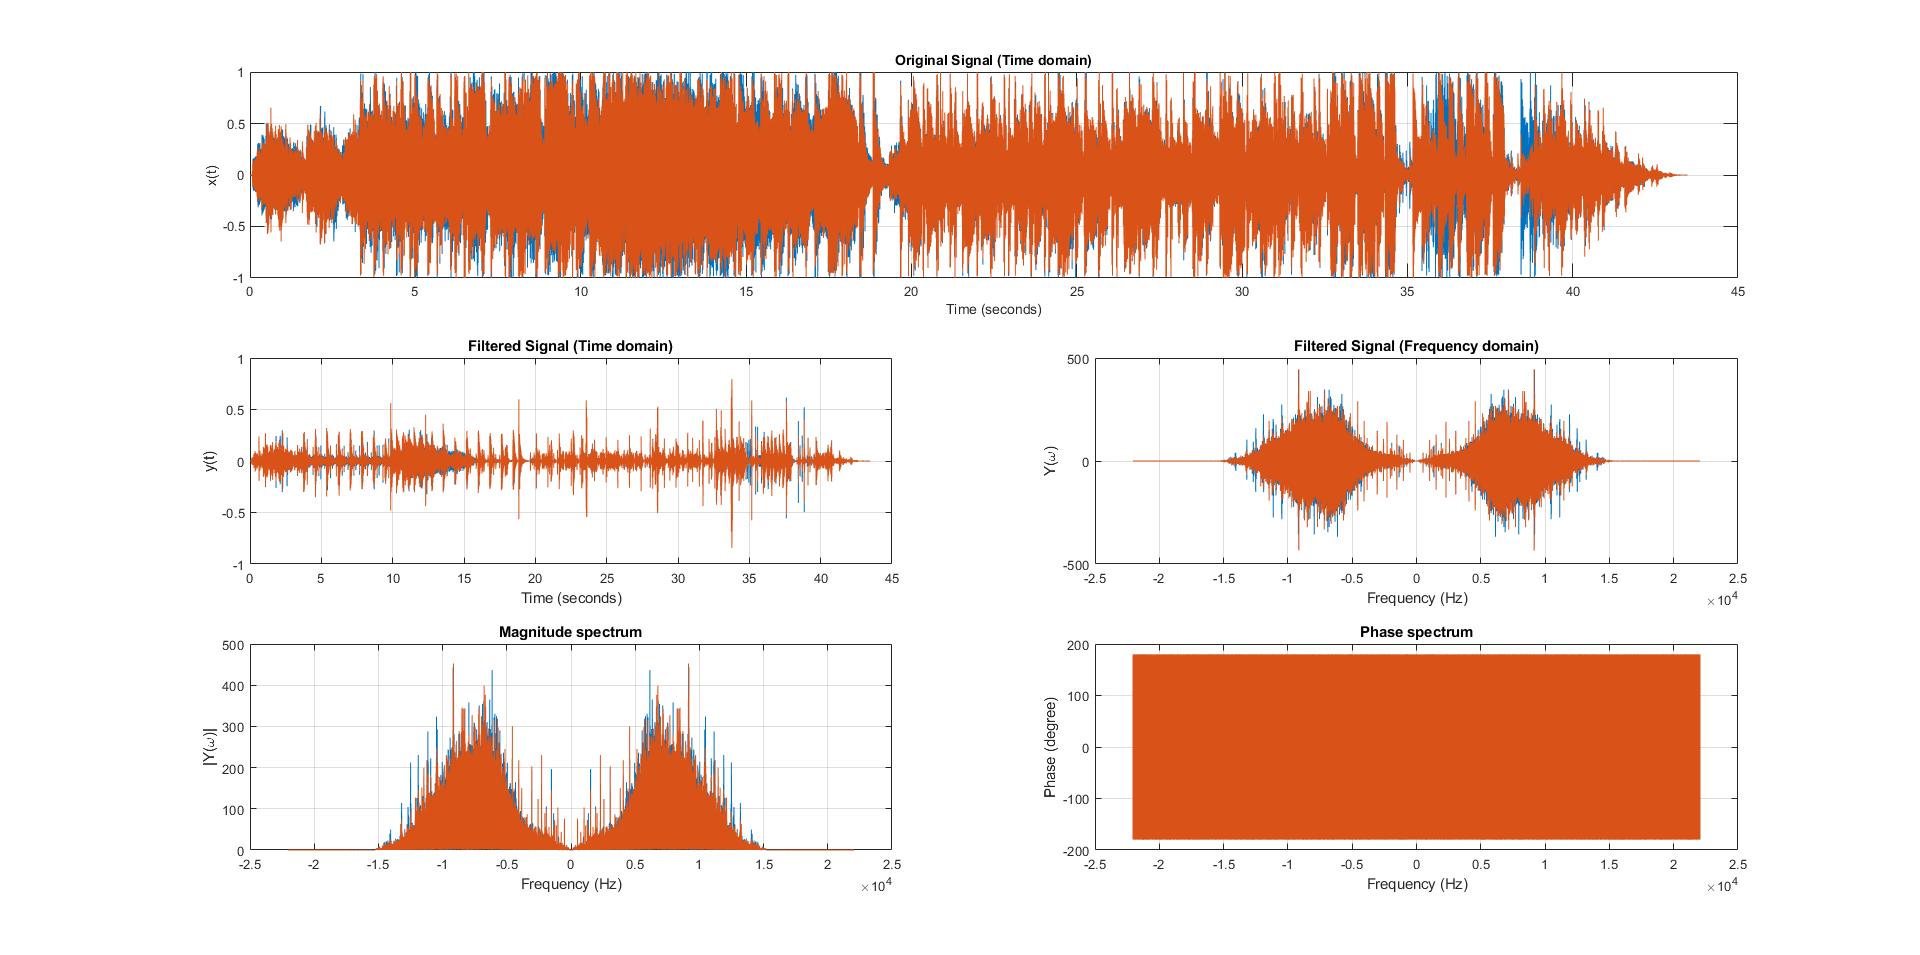 Original Signal (Time domain)
1
0.5
0
-0.5
-1
x(t)
0 5 10 15 20 25 30 35 40 45
Time (seconds)
Filtered Signal (Time domain)
1
0.5
0
-0.5
-1
y(t)
0 5 10 15 20 25 30 35 40 45
Time (seconds)
Filtered Signal (Frequency domain)
500
0
-500
Y(ω)
-2.5 -2 -1.5 -1 -0.5 0 0.5 1 1.5 2 2.5
Frequency (Hz)
×10⁴
Magnitude spectrum
500
400
300
200
100
0
|Y(ω)|
-2.5 -2 -1.5 -1 -0.5 0 0.5 1 1.5 2 2.5
Frequency (Hz)
×10⁴
Phase spectrum
200
100
0
-100
-200
Phase (degree)
-2.5 -2 -1.5 -1 -0.5 0 0.5 1 1.5 2 2.5
Frequency (Hz)
×10⁴